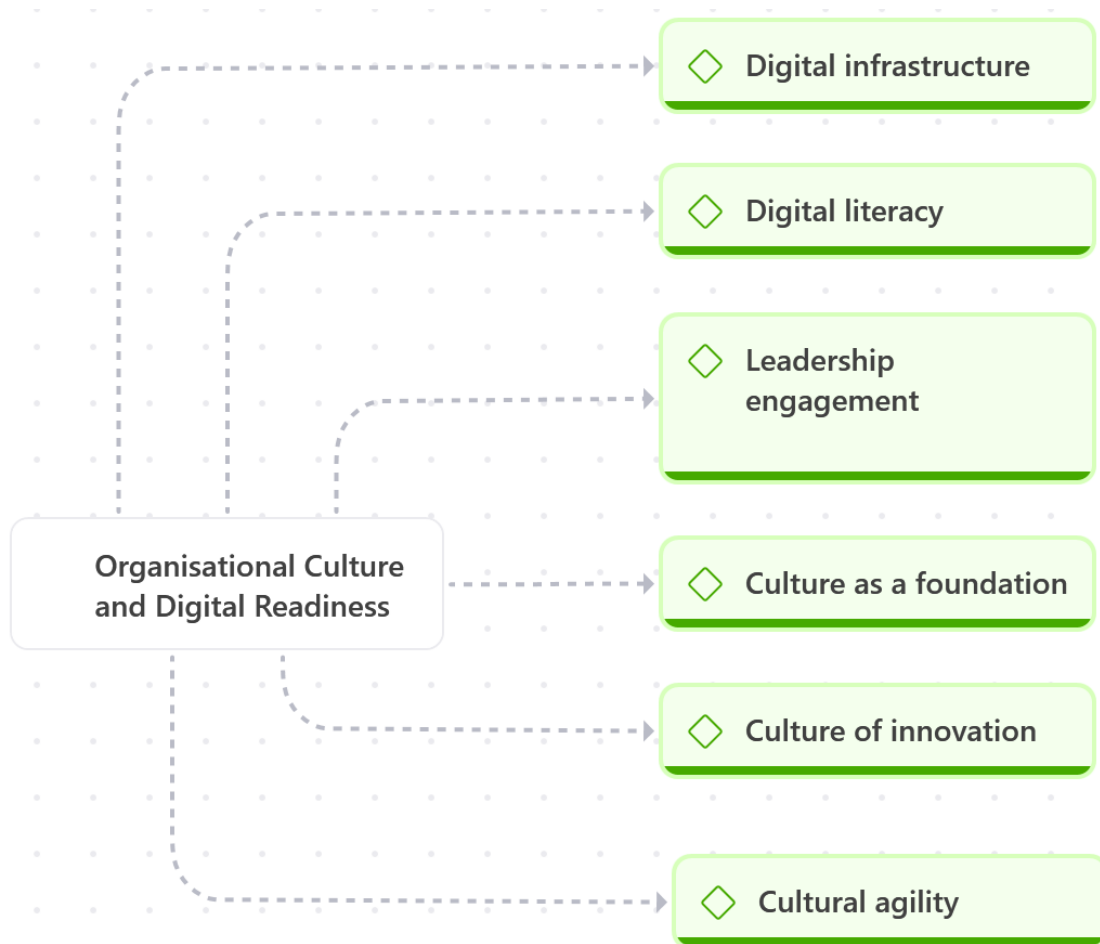 Digital infrastructure
Digital literacy
Leadership
engagement
Organisational Culture
and Digital Readiness
Culture as a foundation
Culture of innovation
Cultural agility